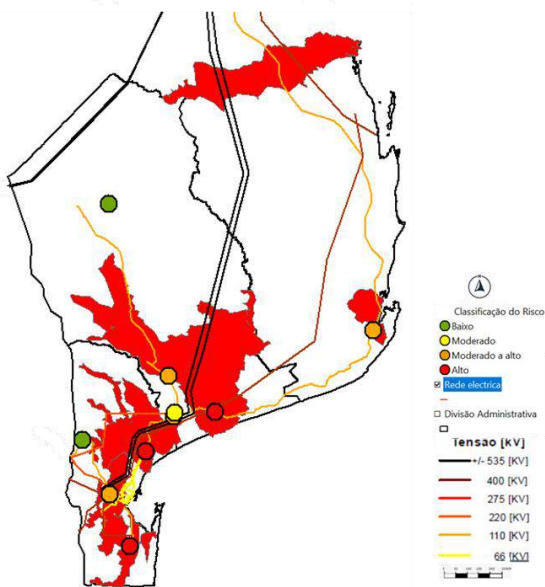 Classificação do Risco
Baixo
Moderado
Moderado a alto
Alto
Rede electrica
Divisão Administrativa
Tensão [KV]
+/- 535 [KV]
400 [KV]
275 [KV]
220 [KV]
110 [KV]
66 [KV]